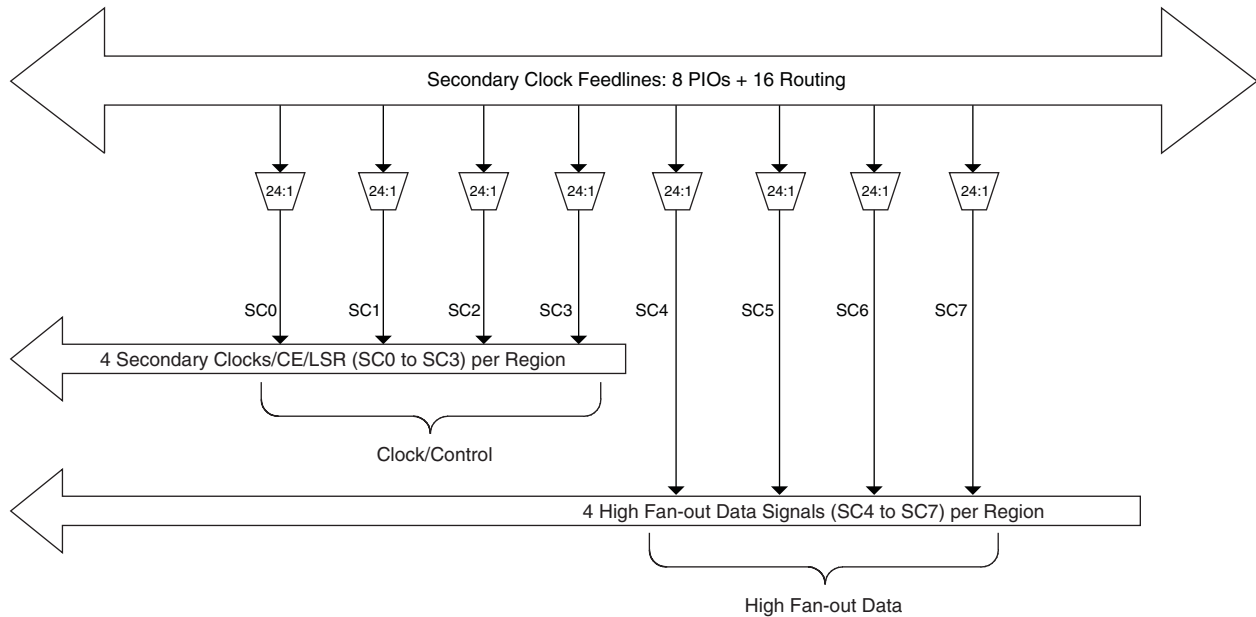 Secondary Clock Feedlines: 8 PIOs + 16 Routing
24:1 24:1 24:1 24:1 24:1 24:1 24:1 24:1
SC0 SC1 SC2 SC3 SC4 SC5 SC6 SC7
4 Secondary Clocks/CE/LSR (SC0 to SC3) per Region
Clock/Control
4 High Fan-out Data Signals (SC4 to SC7) per Region
High Fan-out Data